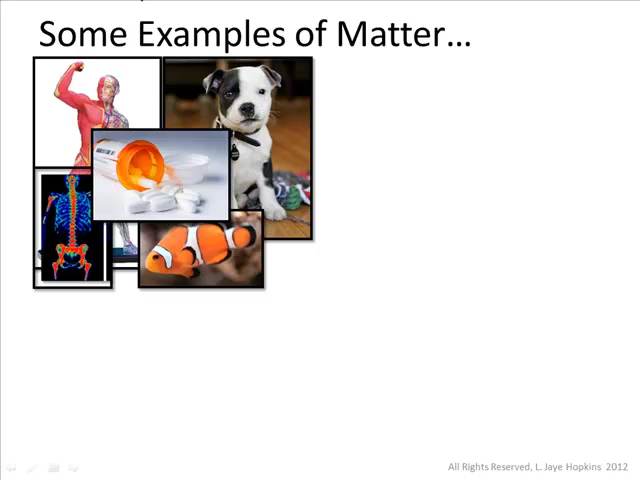 Some Examples of Matter…
All Rights Reserved, L. Jaye Hopkins 2012